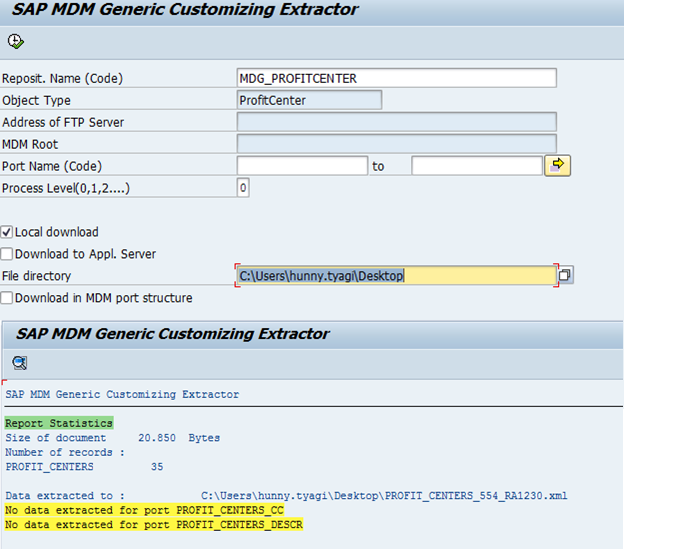 SAP MDM Generic Customizing Extractor
Reposit. Name (Code) MDG_PROFITCENTER
Object Type ProfitCenter
Address of FTP Server
MDM Root
Port Name (Code) to
Process Level(0,1,2....) 0
Local download
Download to Appl. Server
File directory C:\Users\hunny.tyagi\Desktop
Download in MDM port structure
SAP MDM Generic Customizing Extractor
SAP MDM Generic Customizing Extractor
Report Statistics
Size of document 20.850 Bytes
Number of records :
PROFIT_CENTERS 35
Data extracted to : C:\Users\hunny.tyagi\Desktop\PROFIT_CENTERS_554_RA1230.xml
No data extracted for port PROFIT_CENTERS_CC
No data extracted for port PROFIT_CENTERS_DESCR